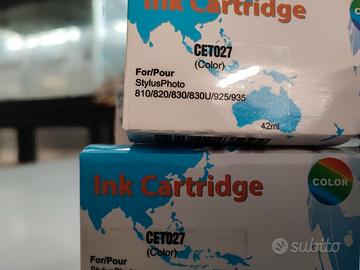 Ink Cartridge
CET027
(Color)
For/Pour
StylusPhoto
810/820/830/830U/925/935
42ml
Ink Cartridge
COLOR
CET027
(Color)
For/Pour
subito